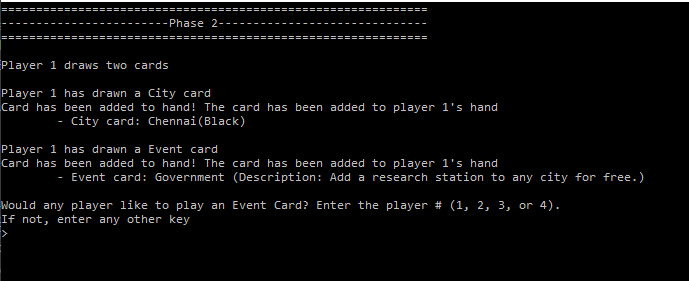 =============================================================
------------------------Phase 2------------------------------
=============================================================
Player 1 draws two cards
Player 1 has drawn a City card
Card has been added to hand! The card has been added to player 1's hand
- City card: Chennai(Black)
Player 1 has drawn a Event card
Card has been added to hand! The card has been added to player 1's hand
- Event card: Government (Description: Add a research station to any city for free.)
Would any player like to play an Event Card? Enter the player # (1, 2, 3, or 4).
If not, enter any other key
>